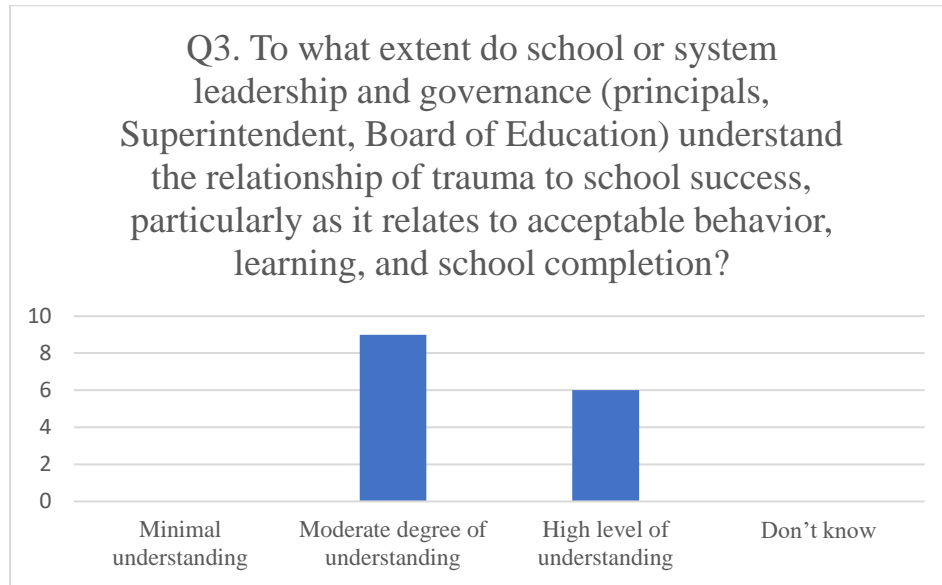 Q3. To what extent do school or system
leadership and governance (principals,
Superintendent, Board of Education) understand
the relationship of trauma to school success,
particularly as it relates to acceptable behavior,
learning, and school completion?
10
8
6
4
2
0
Minimal
understanding
Moderate degree of
understanding
High level of
understanding
Don’t know